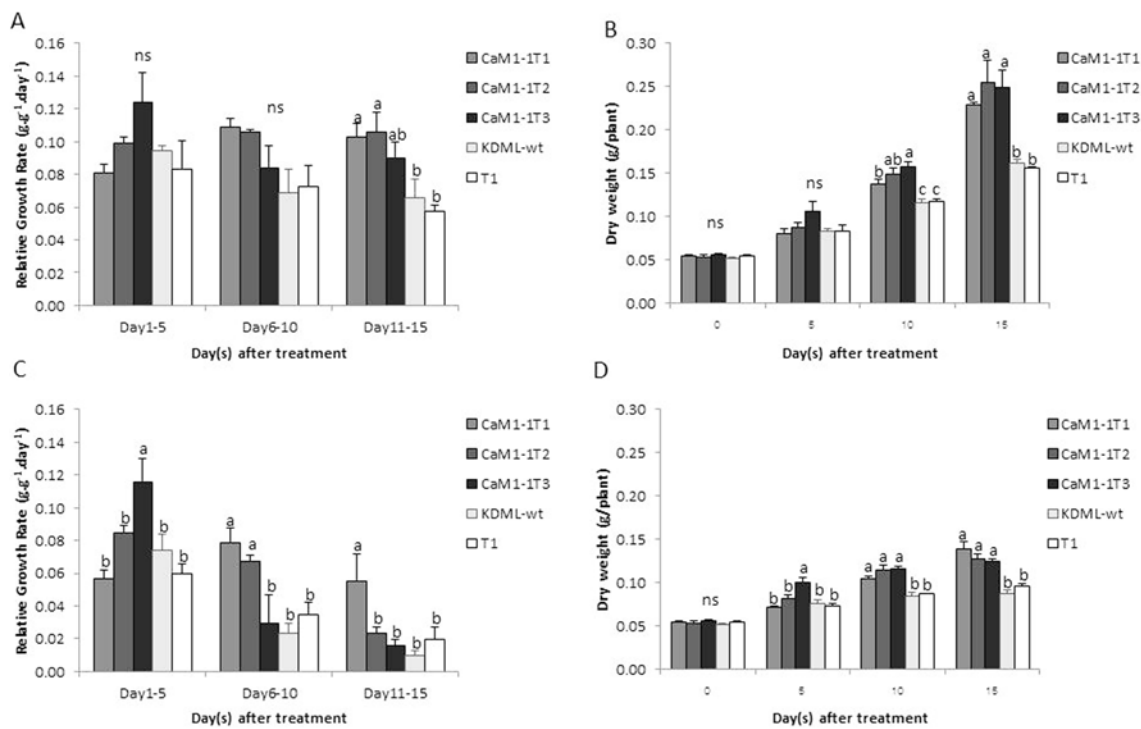 A
Relative Growth Rate (g.g⁻¹.day⁻¹)
0.16
0.14
0.12
0.10
0.08
0.06
0.04
0.02
0.00
ns
ns
a a ab b b
Day1-5 Day6-10 Day11-15
Day(s) after treatment
CaM1-1T1
CaM1-1T2
CaM1-1T3
KDML-wt
T1
B
Dry weight (g/plant)
0.30
0.25
0.20
0.15
0.10
0.05
0.00
ns
ns
b ab a c c
a a a b b
0 5 10 15
Day(s) after treatment
CaM1-1T1
CaM1-1T2
CaM1-1T3
KDML-wt
T1
C
Relative Growth Rate (g.g⁻¹.day⁻¹)
0.16
0.14
0.12
0.10
0.08
0.06
0.04
0.02
0.00
b b a b b
a a b b b
a b b b b
Day1-5 Day6-10 Day11-15
Day(s) after treatment
CaM1-1T1
CaM1-1T2
CaM1-1T3
KDML-wt
T1
D
Dry weight (g/plant)
0.30
0.25
0.20
0.15
0.10
0.05
0.00
ns
b b a b b
a a a b b
a a a b b
0 5 10 15
Day(s) after treatment
CaM1-1T1
CaM1-1T2
CaM1-1T3
KDML-wt
T1